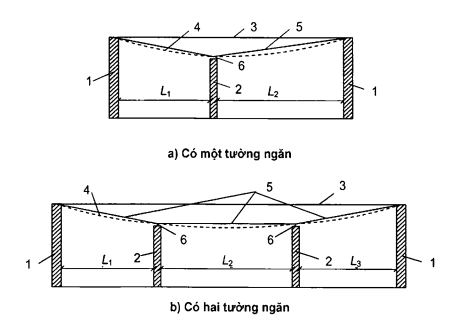 4 3 5
1 6 1
L1 2 L2
a) Có một tường ngăn
4 5 3
6 6
1 2 2 1
L1 L2 L3
b) Có hai tường ngăn